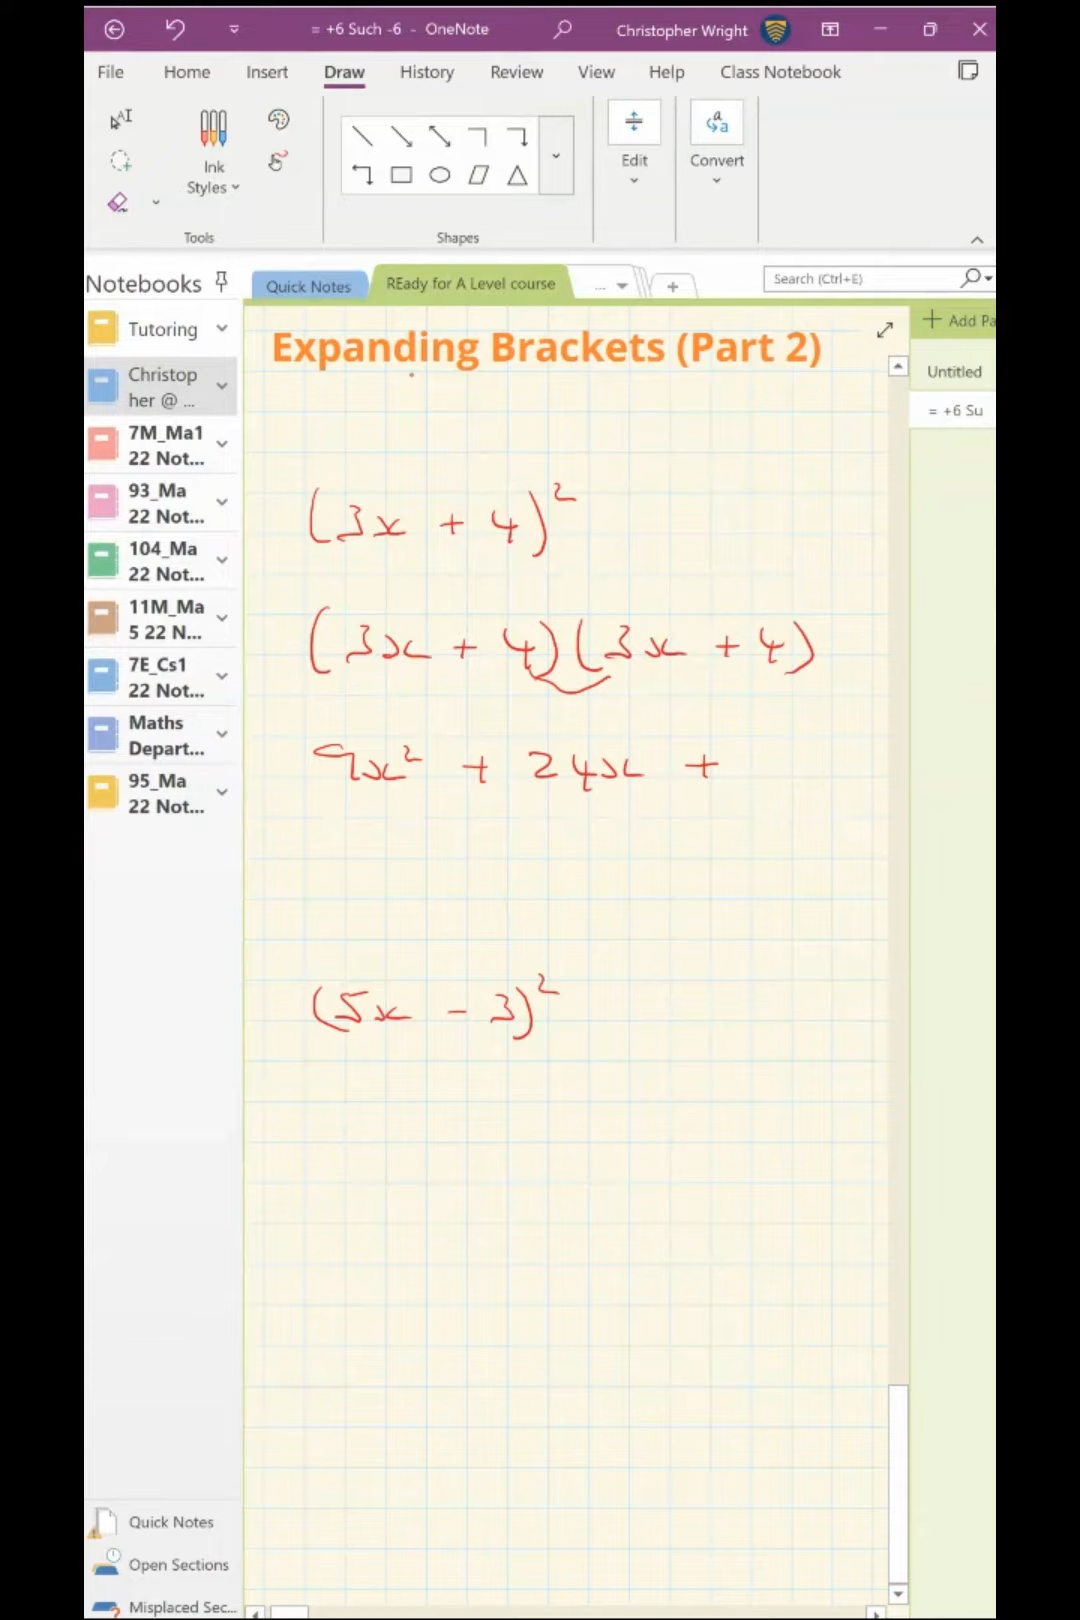 = +6 Such -6 - OneNote
Christopher Wright
File Home Insert Draw History Review View Help Class Notebook
Ink Styles
Edit
Convert
Tools
Shapes
Notebooks
Quick Notes
REady for A Level course
...
Search (Ctrl+E)
Tutoring
Christop
her @ ...
7M_Ma1
22 Not...
93_Ma
22 Not...
104_Ma
22 Not...
11M_Ma
5 22 N...
7E_Cs1
22 Not...
Maths
Depart...
95_Ma
22 Not...
Quick Notes
Open Sections
Misplaced Sec...
Expanding Brackets (Part 2)
(3x + 4)²
(3x + 4)(3x + 4)
9x² + 24x +
(5x - 3)²
+ Add Pa
Untitled
= +6 Su